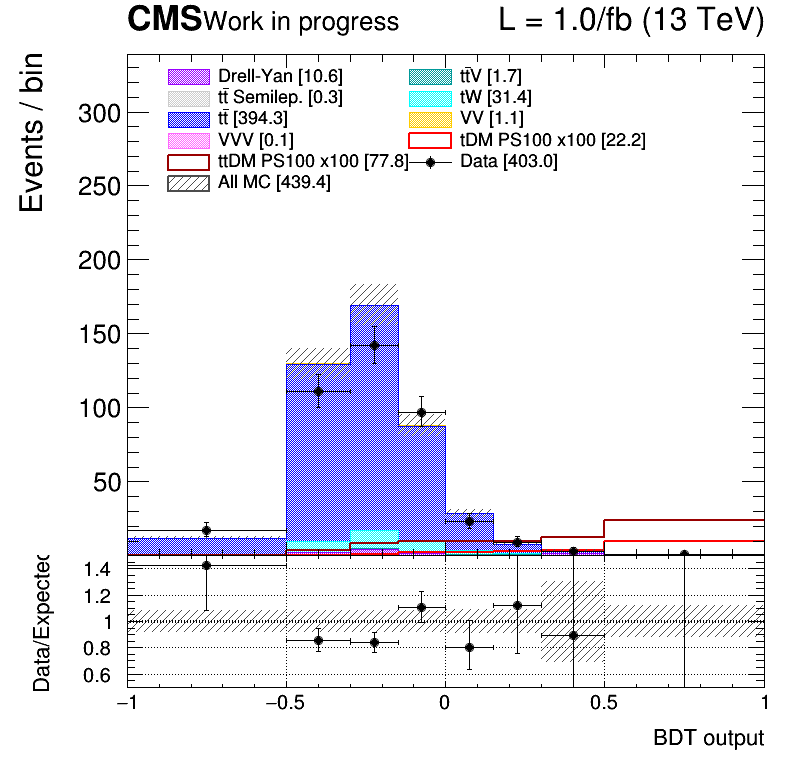 CMS Work in progress L = 1.0/fb (13 TeV)
Events / bin
Drell-Yan [10.6] tt̄V [1.7]
tt̄ Semilep. [0.3] tW [31.4]
tt̄ [394.3] VV [1.1]
VVV [0.1] tDM PS100 x100 [22.2]
ttDM PS100 x100 [77.8] Data [403.0]
All MC [439.4]
300
250
200
150
100
50
Data/Expected
1.4
1.2
1
0.8
0.6
−1 −0.5 0 0.5 1
BDT output